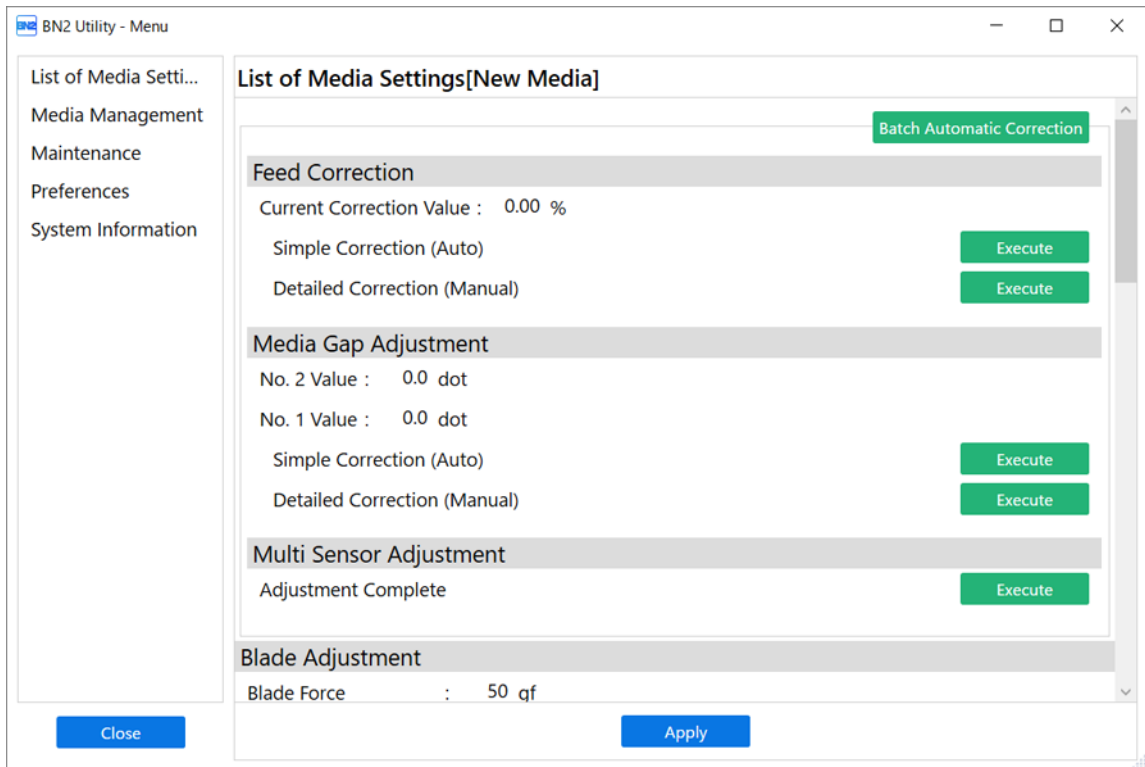 BN2 BN2 Utility - Menu
List of Media Setti...
Media Management
Maintenance
Preferences
System Information
Close
List of Media Settings[New Media]
Batch Automatic Correction
Feed Correction
Current Correction Value : 0.00 %
Simple Correction (Auto) Execute
Detailed Correction (Manual) Execute
Media Gap Adjustment
No. 2 Value : 0.0 dot
No. 1 Value : 0.0 dot
Simple Correction (Auto) Execute
Detailed Correction (Manual) Execute
Multi Sensor Adjustment
Adjustment Complete Execute
Blade Adjustment
Blade Force : 50 gf
Apply